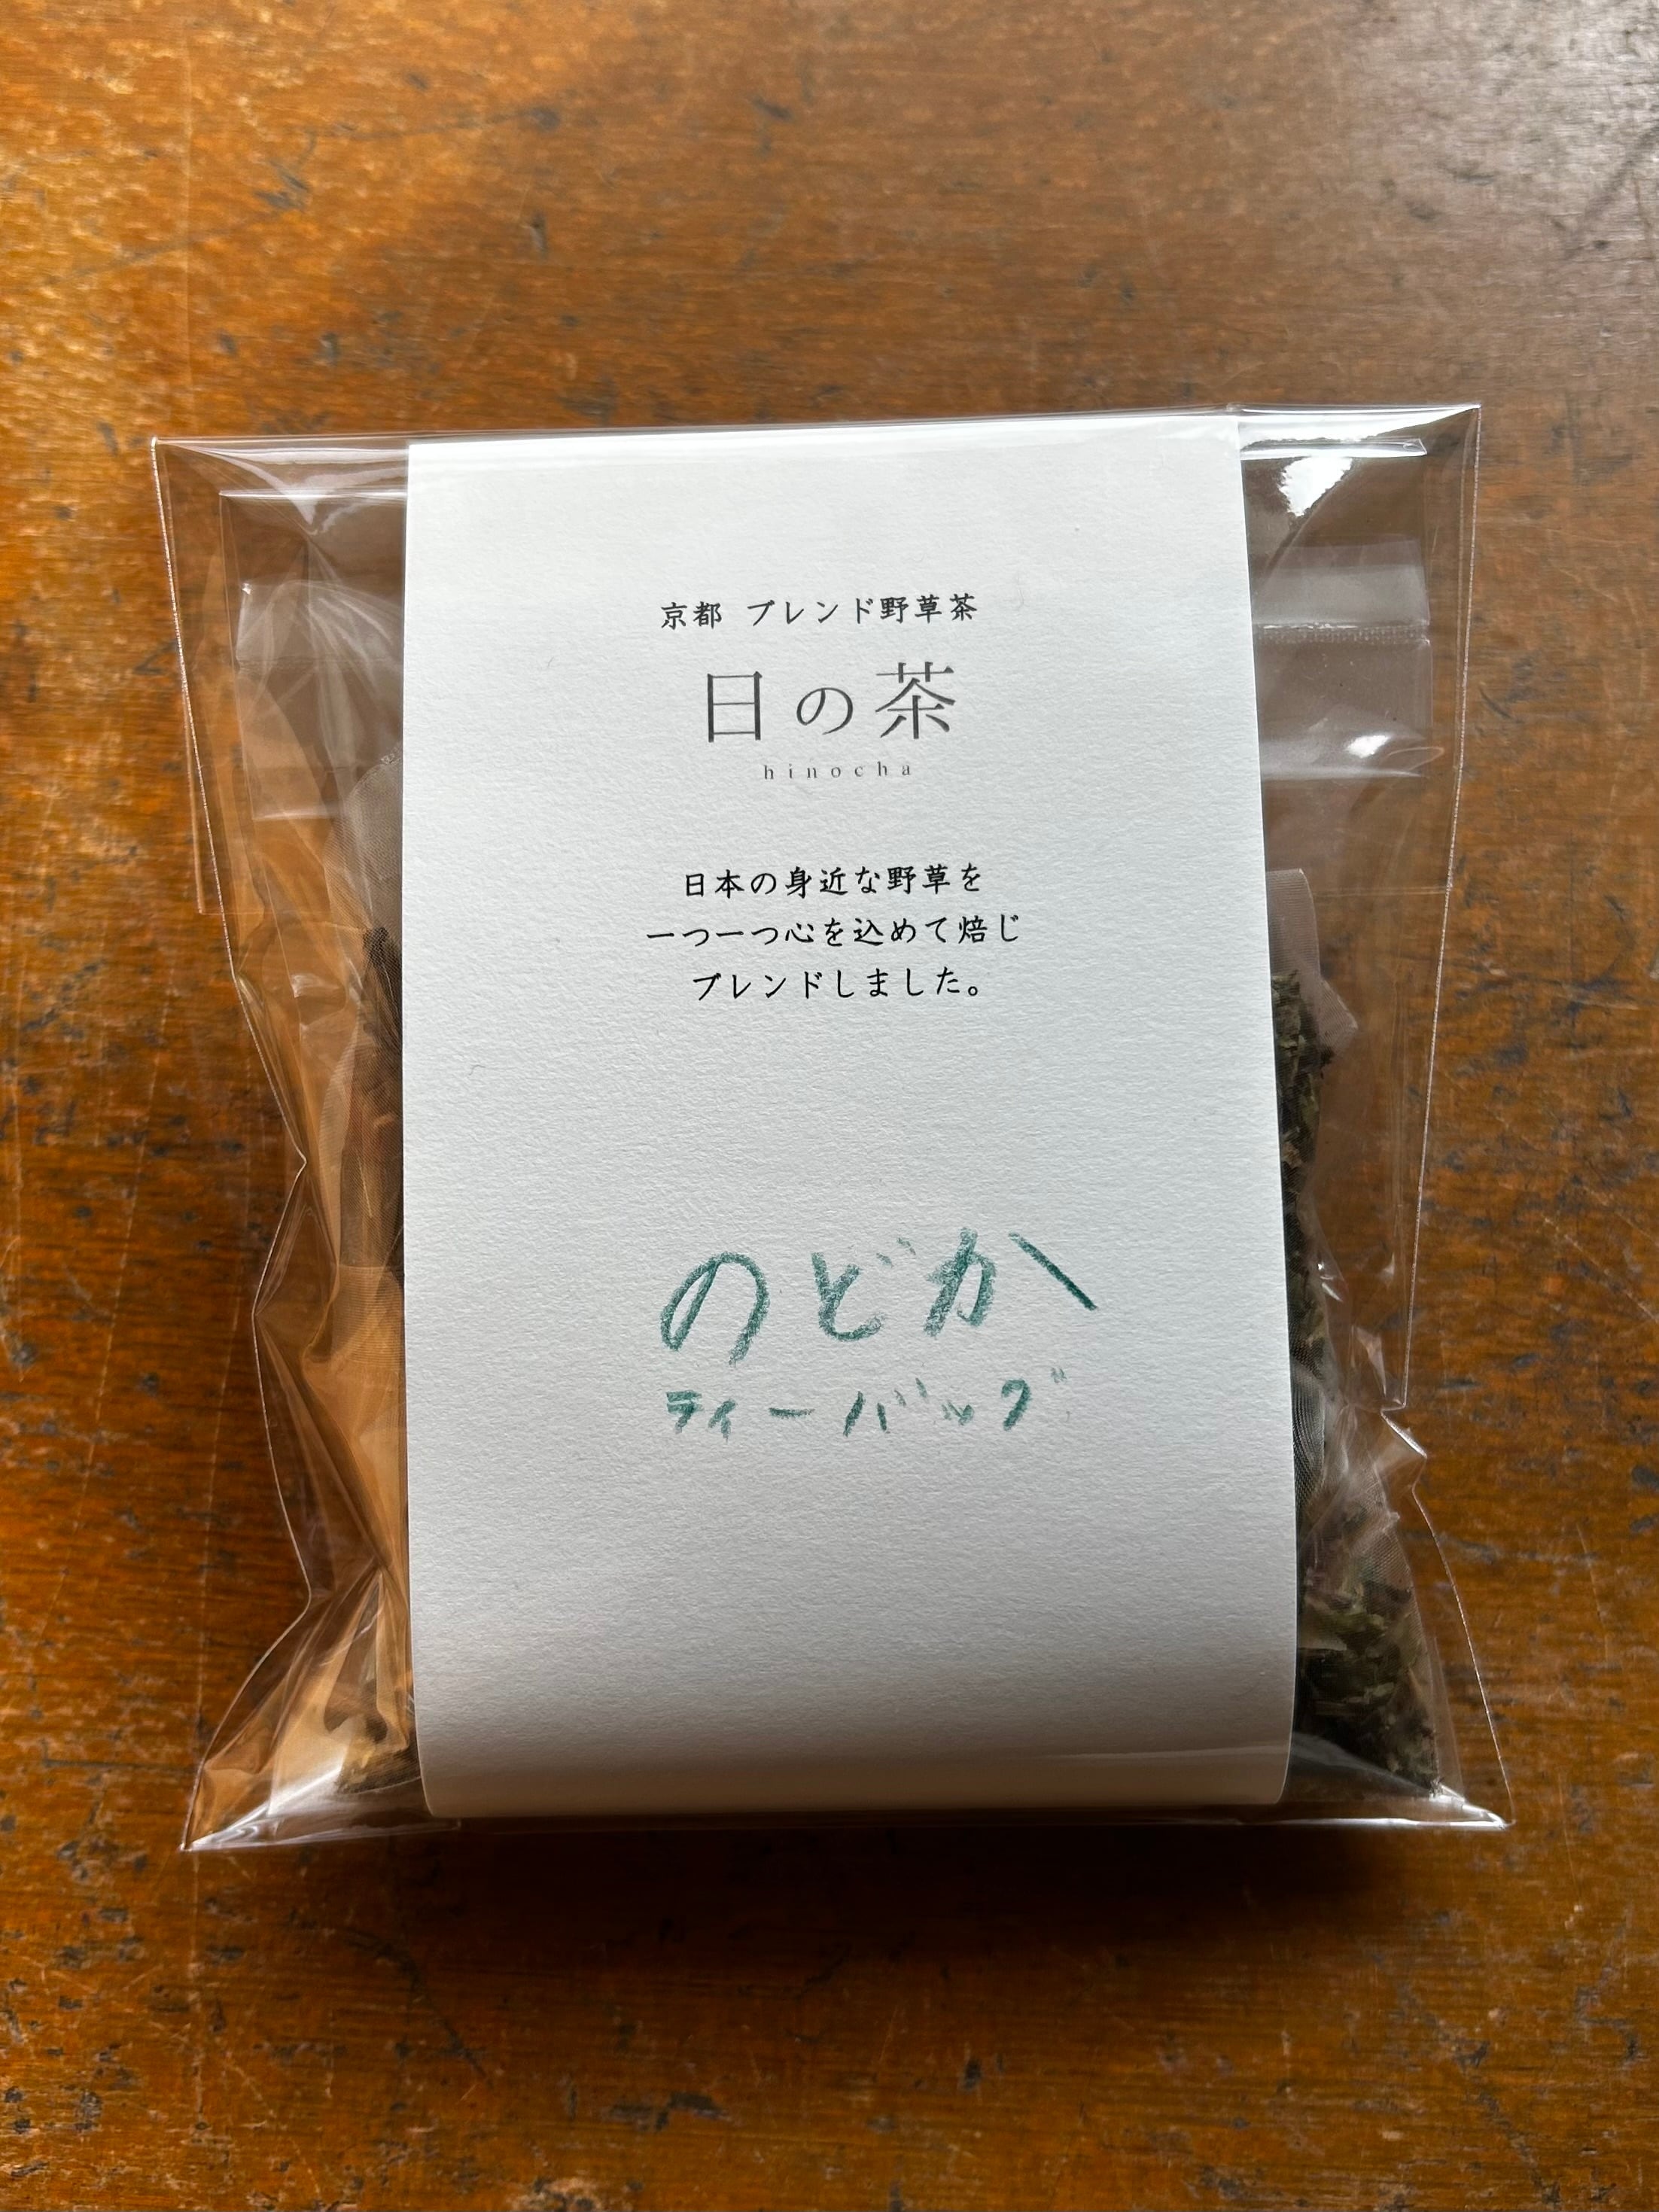 京都 ブレンド野草茶
日の茶
hinocha
日本の身近な野草を
一つ一つ心を込めて焙じ
ブレンドしました。
のどか
ティーバッグ